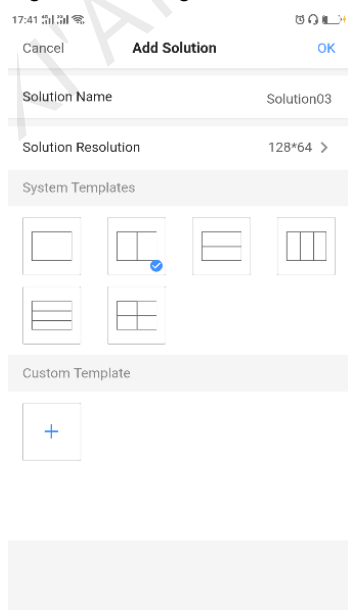 17:41
Cancel Add Solution OK
Solution Name Solution03
Solution Resolution 128*64 >
System Templates
Custom Template
+